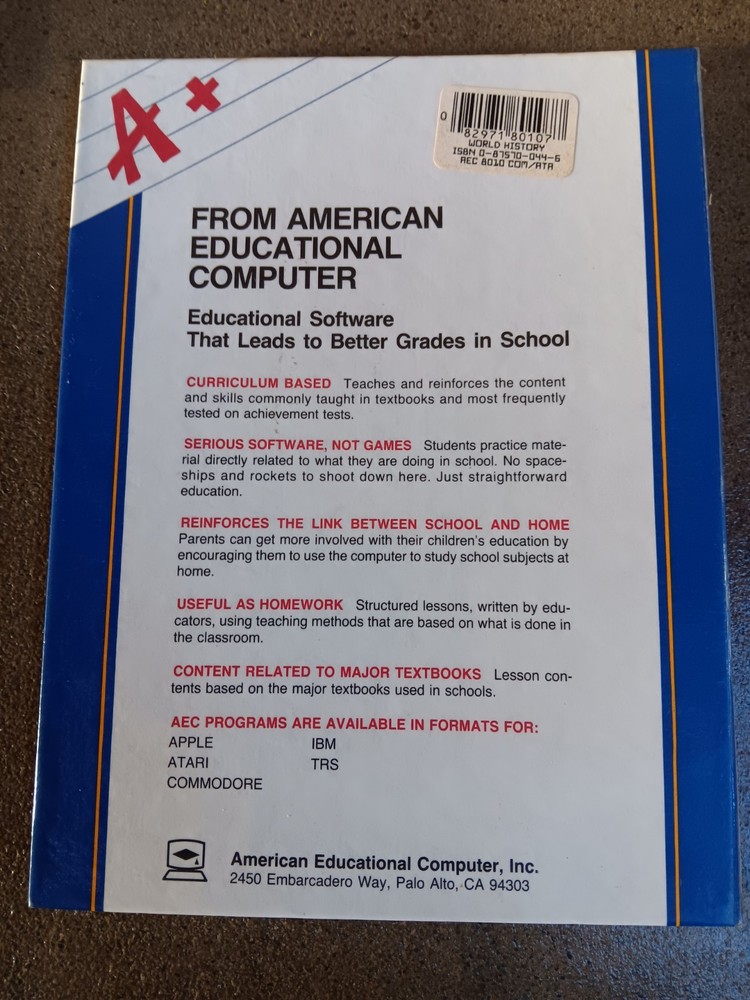 A+
0 82971 80107
WORLD HISTORY
ISBN 0-87570-044-6
AEC 8010 COM/ATA
FROM AMERICAN
EDUCATIONAL
COMPUTER
Educational Software
That Leads to Better Grades in School
CURRICULUM BASED Teaches and reinforces the content
and skills commonly taught in textbooks and most frequently
tested on achievement tests.
SERIOUS SOFTWARE, NOT GAMES Students practice mate-
rial directly related to what they are doing in school. No space-
ships and rockets to shoot down here. Just straightforward
education.
REINFORCES THE LINK BETWEEN SCHOOL AND HOME
Parents can get more involved with their children's education by
encouraging them to use the computer to study school subjects at
home.
USEFUL AS HOMEWORK Structured lessons, written by edu-
cators, using teaching methods that are based on what is done in
the classroom.
CONTENT RELATED TO MAJOR TEXTBOOKS Lesson con-
tents based on the major textbooks used in schools.
AEC PROGRAMS ARE AVAILABLE IN FORMATS FOR:
APPLE IBM
ATARI TRS
COMMODORE
American Educational Computer, Inc.
2450 Embarcadero Way, Palo Alto, CA 94303